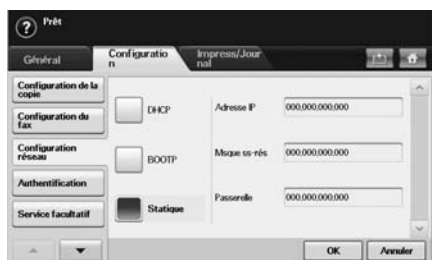 ? Prêt
Général
Configuratio
n
Impress/Jour
nal
Configuration de la
copie
Configuration du
fax
Configuration
réseau
Authentification
Service facultatif
DHCP
BOOTP
Statique
Adresse IP
000,000,000,000
Msque ss-rés
000,000,000,000
Passerelle
000,000,000,000
OK
Annuler